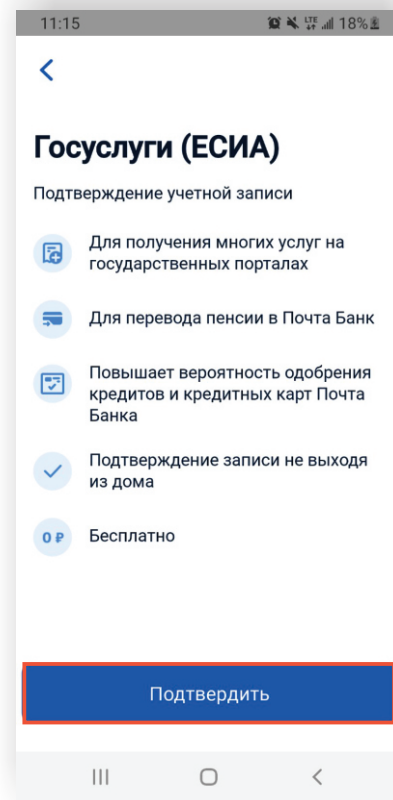 11:15
LTE 18%
Госуслуги (ЕСИА)
Подтверждение учетной записи
Для получения многих услуг на
государственных порталах
Для перевода пенсии в Почта Банк
Повышает вероятность одобрения
кредитов и кредитных карт Почта
Банка
Подтверждение записи не выходя
из дома
0 ₽ Бесплатно
Подтвердить